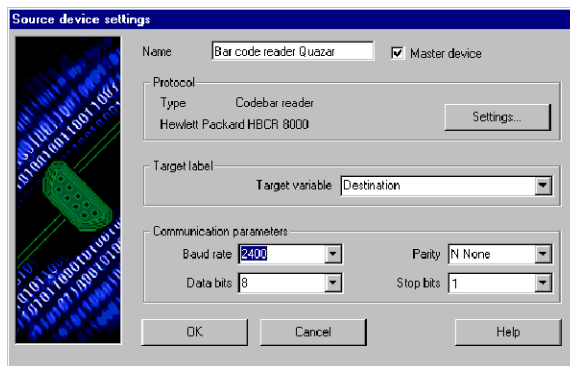 Source device settings
Name Bar code reader Quazar Master device
Protocol
Type Codebar reader
Hewlett Packard HBCR 8000 Settings...
Target label
Target variable Destination
Communication parameters
Baud rate 2400 Parity N None
Data bits 8 Stop bits 1
OK Cancel Help